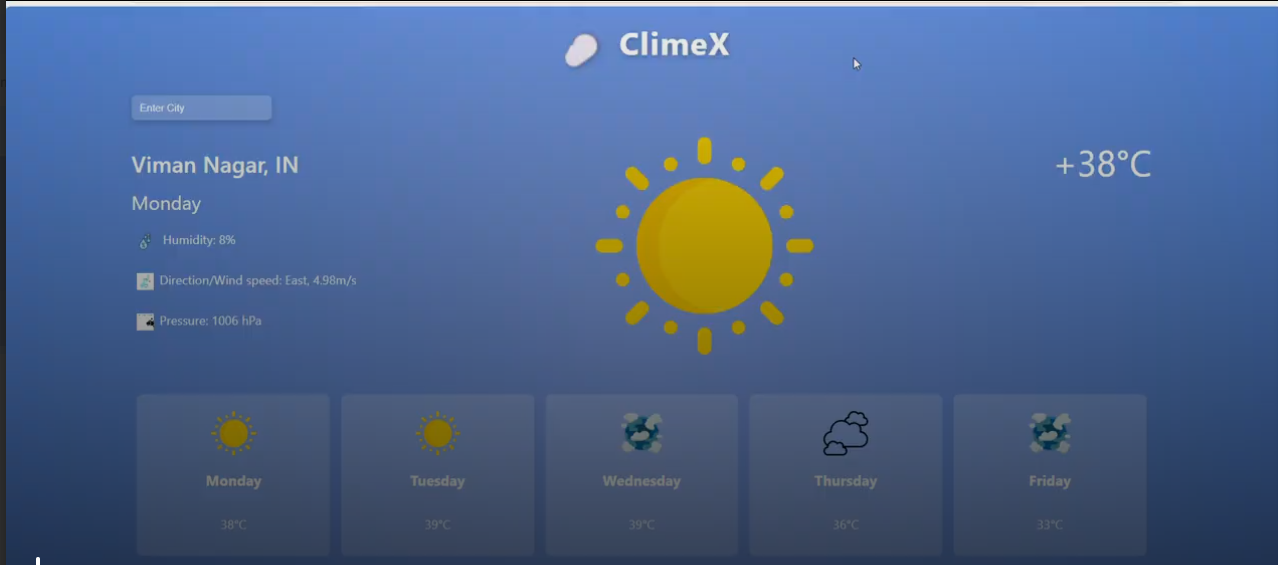 ClimeX
Enter City
Viman Nagar, IN
+38°C
Monday
Humidity: 8%
Direction/Wind speed: East, 4.98m/s
Pressure: 1006 hPa
Monday
38°C
Tuesday
39°C
Wednesday
39°C
Thursday
36°C
Friday
33°C